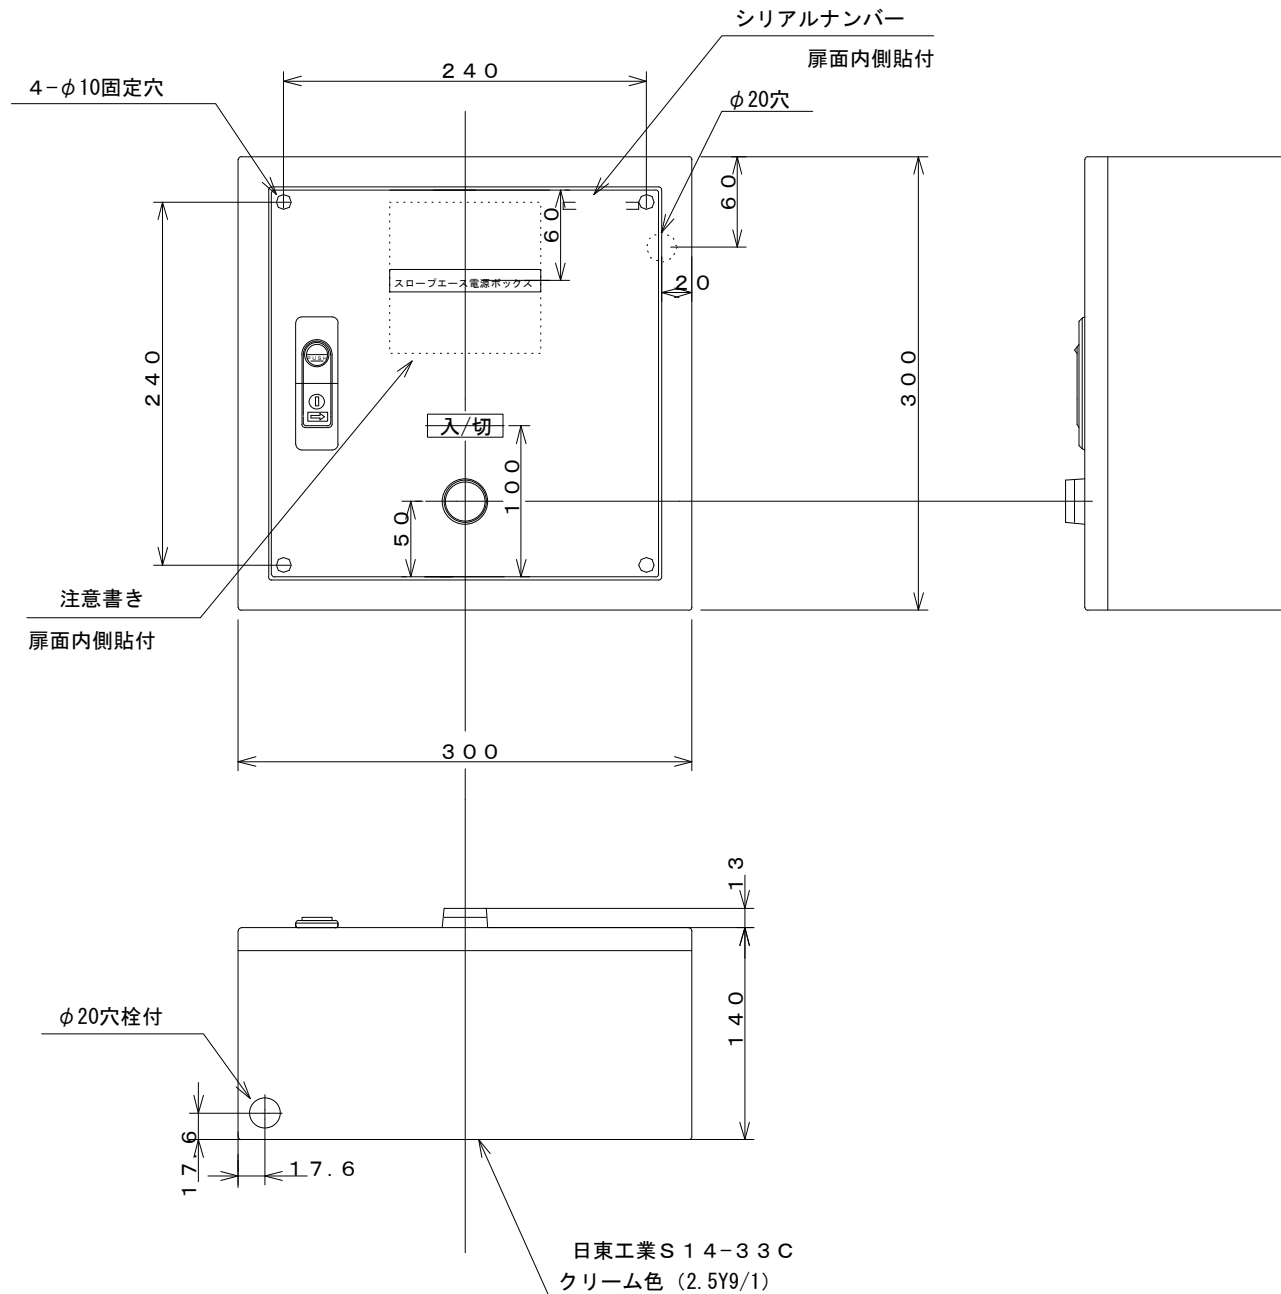 シリアルナンバー
扉面内側貼付
240
4-φ10固定穴
φ20穴
60
60
スロープエース電源ボックス
20
PUSH
240
300
入/切
100
50
注意書き
扉面内側貼付
300
13
φ20穴栓付
140
17.6
17.6
日東工業S14-33C
クリーム色 (2.5Y9/1)